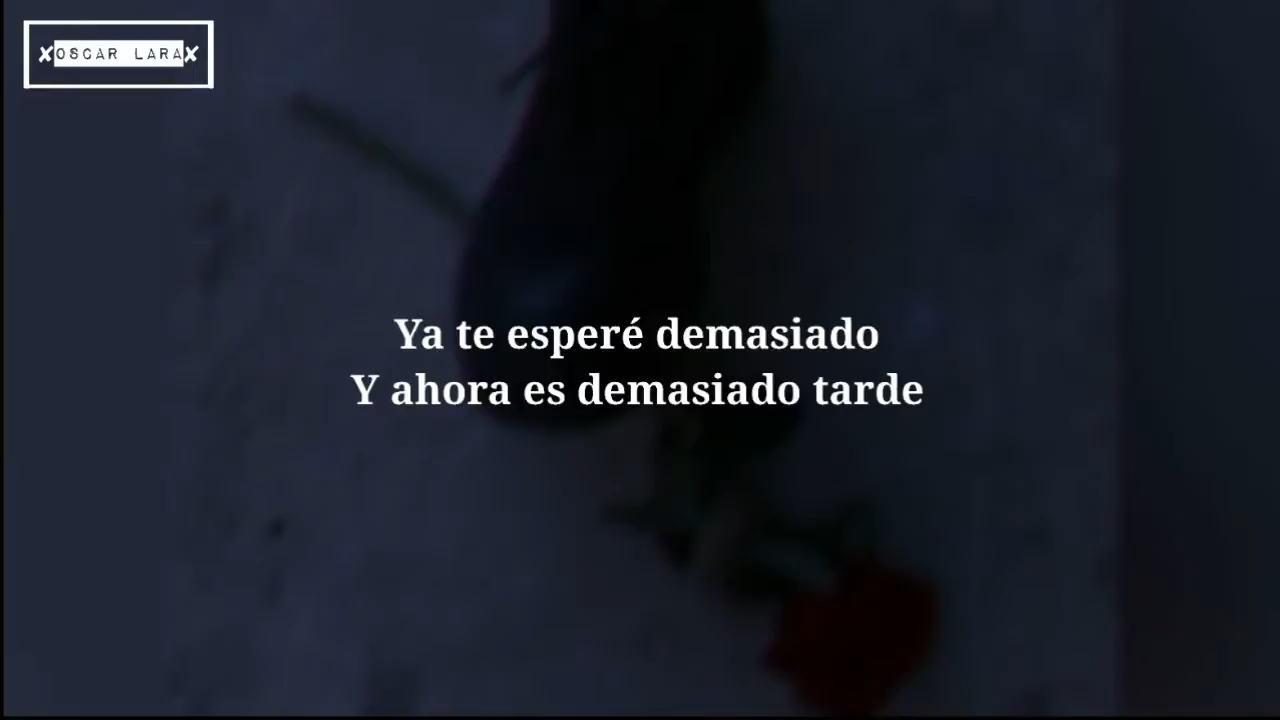 xOSCAR LARAx
Ya te esperé demasiado
Y ahora es demasiado tarde